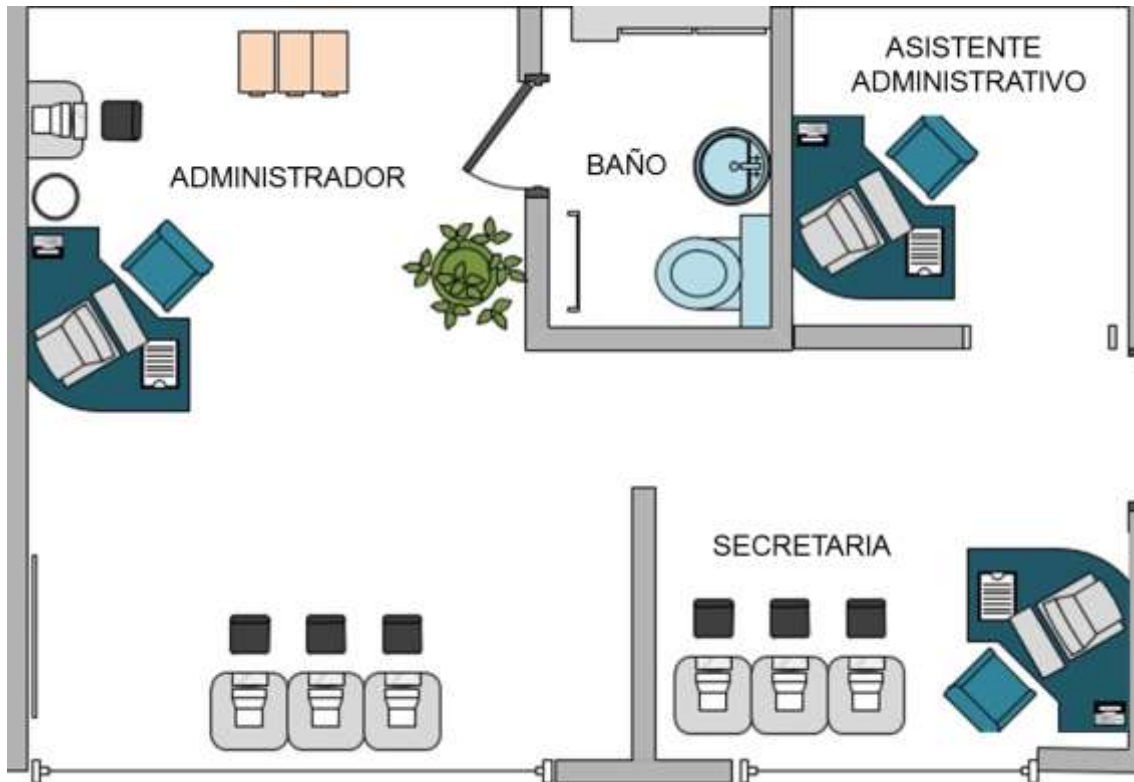 ASISTENTE
ADMINISTRATIVO
ADMINISTRADOR
BAÑO
SECRETARIA